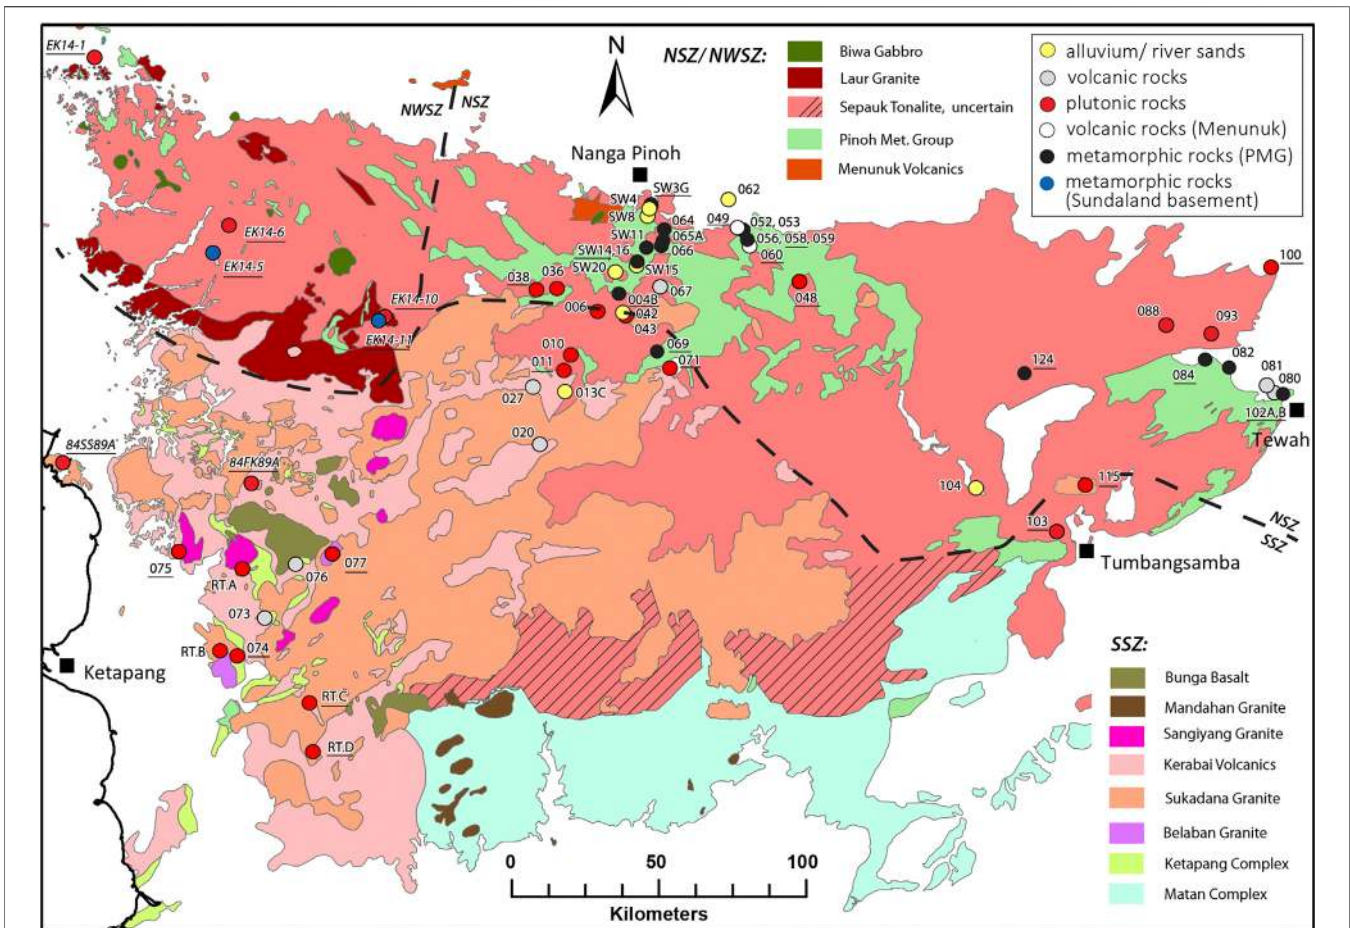 EK14-1
N
NSZ/ NWSZ:
Biwa Gabbro
Laur Granite
Sepauk Tonalite, uncertain
Pinoh Met. Group
Menunuk Volcanics
alluvium/ river sands
volcanic rocks
plutonic rocks
volcanic rocks (Menunuk)
metamorphic rocks (PMG)
metamorphic rocks
(Sundaland basement)
NWSZ
NSZ
Nanga Pinoh
SW3G
SW4
SW8
062
049
052, 053
064
SW11
065A
056, 058, 059
066
060
SW14,16
SW20
SW15
EK14-6
EK14-5
100
038
036
067
048
EK14-10
EK14-11
006
004B
042
043
088
093
010
011
069
071
124
082
084
081
080
027
013C
102A,B
Tewah
020
84SS89A
84FK89A
104
115
103
NSZ
SSZ
075
RT.A
076
077
Tumbangsamba
073
RT.B
074
Ketapang
RT.C
RT.D
SSZ:
Bunga Basalt
Mandahan Granite
Sangiyang Granite
Kerabai Volcanics
Sukadana Granite
Belaban Granite
Ketapang Complex
Matan Complex
0 50 100
Kilometers